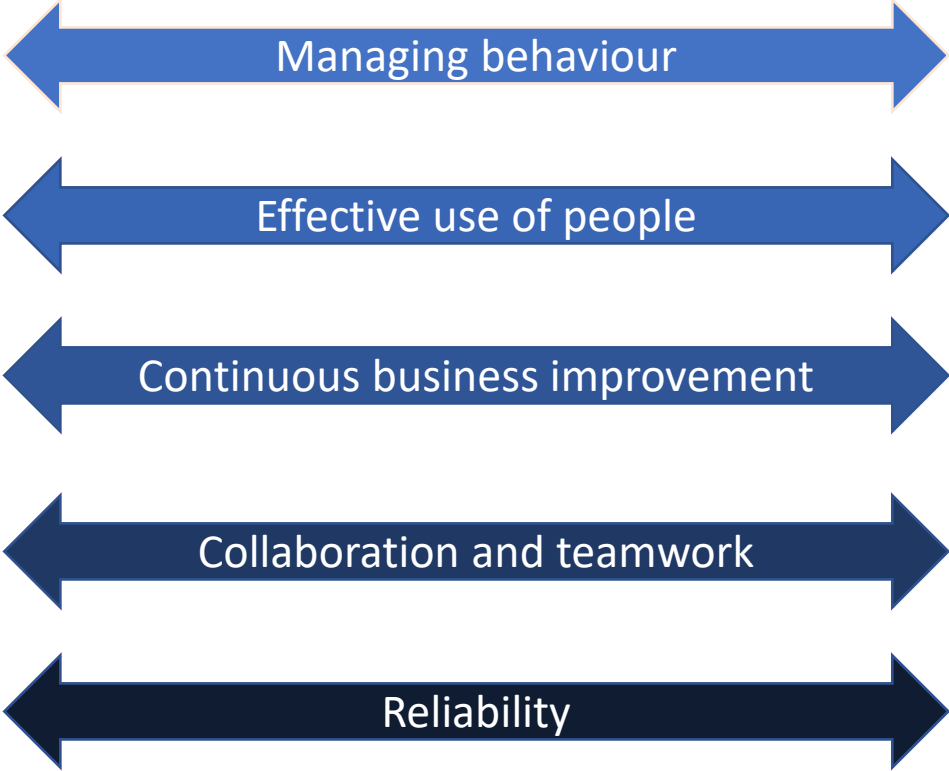 Managing behaviour
Effective use of people
Continuous business improvement
Collaboration and teamwork
Reliability